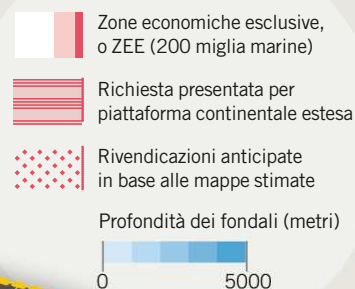 Zone economiche esclusive,
o ZEE (200 miglia marine)
Richiesta presentata per
piattaforma continentale estesa
Rivendicazioni anticipate
in base alle mappe stimate
Profondità dei fondali (metri)
0 5000